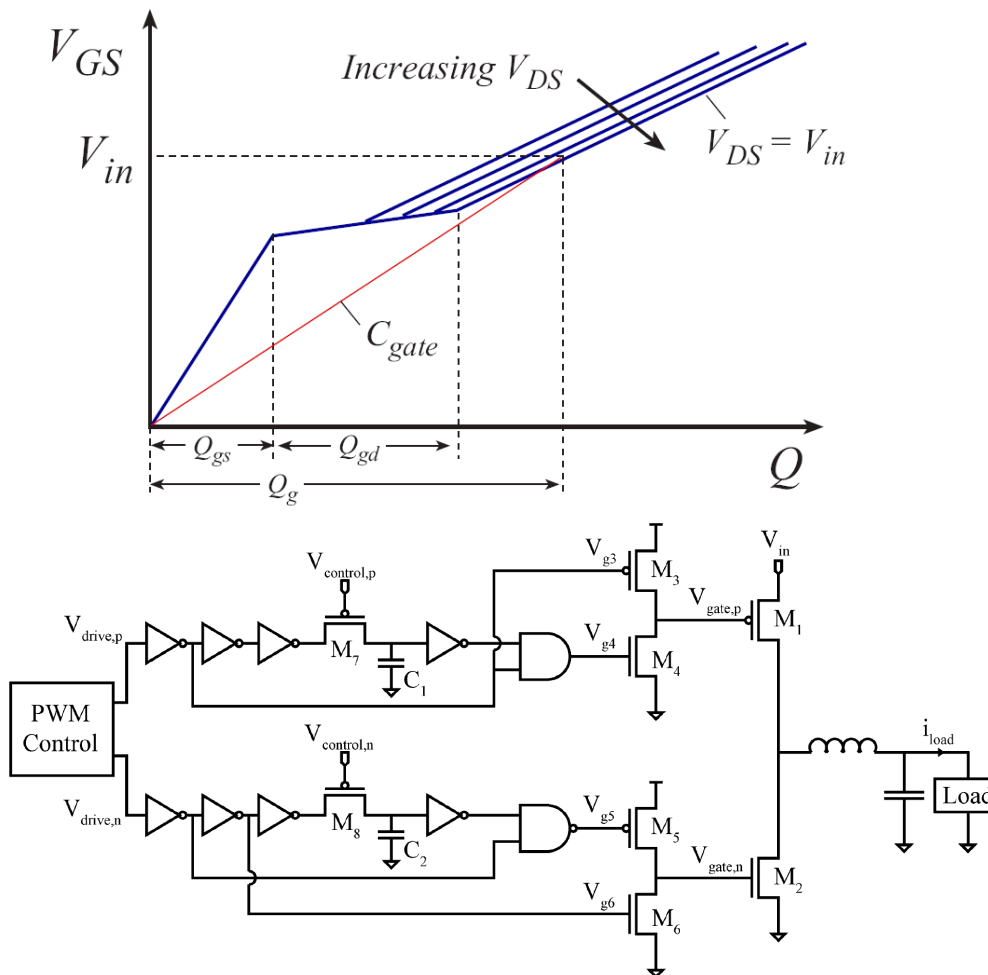 V_GS
Increasing V_DS
V_in
V_DS = V_in
C_gate
Q_gs
Q_gd
Q
Q_g
V_in
V_control,p
V_g3
M_3
V_gate,p
M_1
V_drive,p
M_7
C_1
V_g4
M_4
PWM
Control
V_control,n
i_load
Load
V_drive,n
M_8
C_2
V_g5
M_5
V_gate,n
M_2
V_g6
M_6